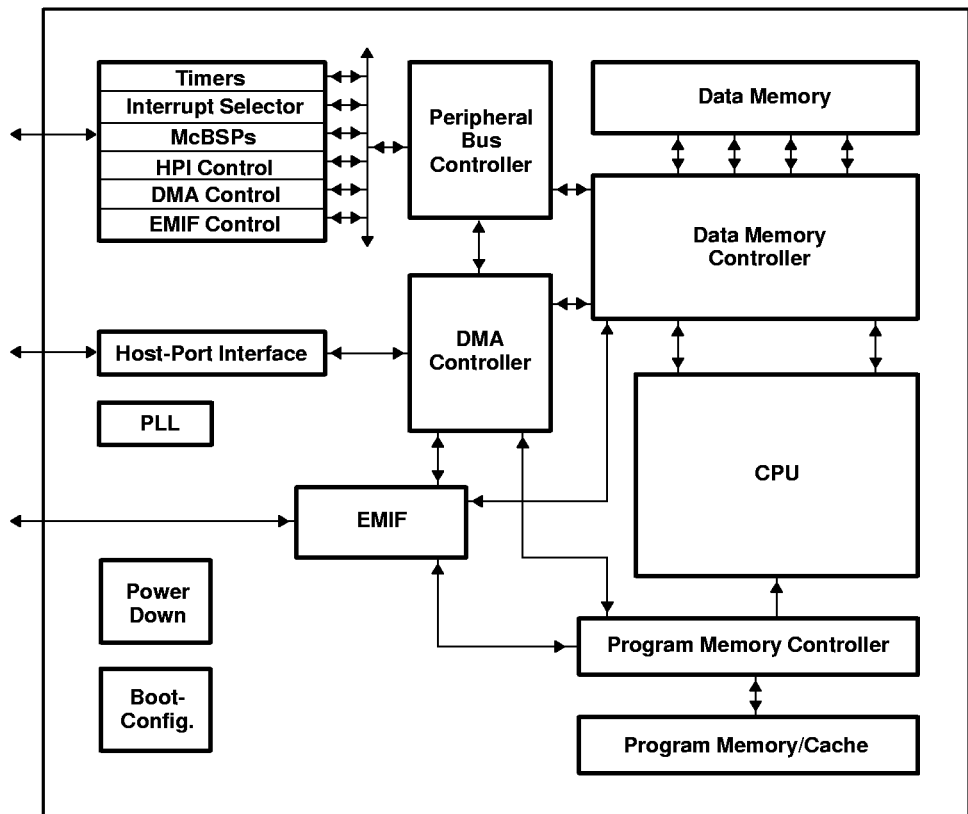 Timers
Interrupt Selector
McBSPs
HPI Control
DMA Control
EMIF Control
Peripheral
Bus
Controller
Data Memory
Data Memory
Controller
Host-Port Interface
DMA
Controller
PLL
CPU
EMIF
Power
Down
Program Memory Controller
Boot-
Config.
Program Memory/Cache